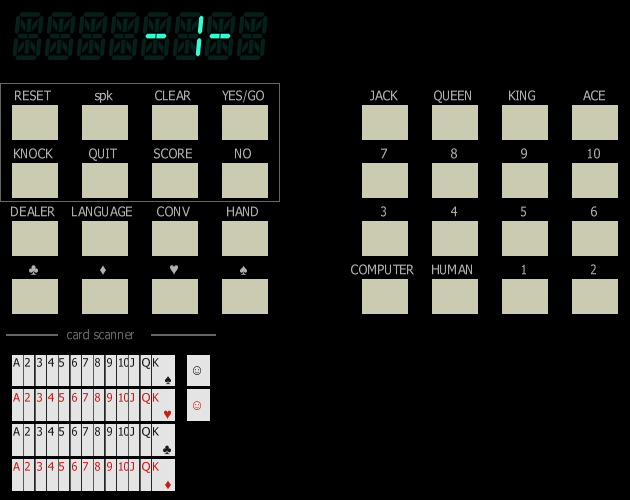 -1-
RESET spk CLEAR YES/GO JACK QUEEN KING ACE
KNOCK QUIT SCORE NO 7 8 9 10
DEALER LANGUAGE CONV HAND 3 4 5 6
♣ ♦ ♥ ♠ COMPUTER HUMAN 1 2
card scanner
A 2 3 4 5 6 7 8 9 10 J Q K ♠ ☺
A 2 3 4 5 6 7 8 9 10 J Q K ♥ ☺
A 2 3 4 5 6 7 8 9 10 J Q K ♣
A 2 3 4 5 6 7 8 9 10 J Q K ♦